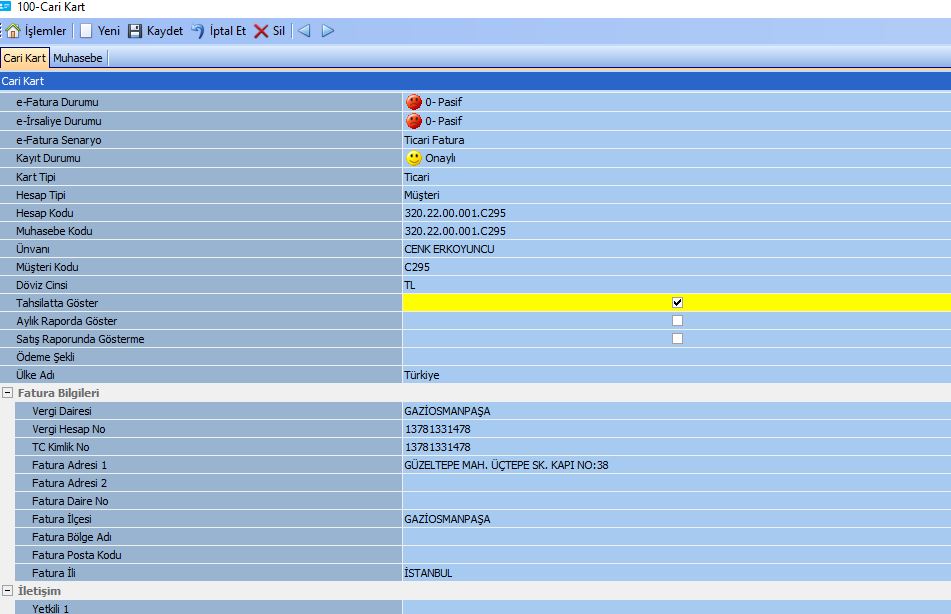 100-Cari Kart
İşlemler Yeni Kaydet İptal Et Sil
Cari Kart Muhasebe
Cari Kart
e-Fatura Durumu 0- Pasif
e-İrsaliye Durumu 0- Pasif
e-Fatura Senaryo Ticari Fatura
Kayıt Durumu Onaylı
Kart Tipi Ticari
Hesap Tipi Müşteri
Hesap Kodu 320.22.00.001.C295
Muhasebe Kodu 320.22.00.001.C295
Ünvanı CENK ERKOYUNCU
Müşteri Kodu C295
Döviz Cinsi TL
Tahsilatta Göster
Aylık Raporda Göster
Satış Raporunda Gösterme
Ödeme Şekli
Ülke Adı Türkiye
Fatura Bilgileri
Vergi Dairesi GAZİOSMANPAŞA
Vergi Hesap No 13781331478
TC Kimlik No 13781331478
Fatura Adresi 1 GÜZELTEPE MAH. ÜÇTEPE SK. KAPI NO:38
Fatura Adresi 2
Fatura Daire No
Fatura İlçesi GAZİOSMANPAŞA
Fatura Bölge Adı
Fatura Posta Kodu
Fatura İli İSTANBUL
İletişim
Yetkili 1